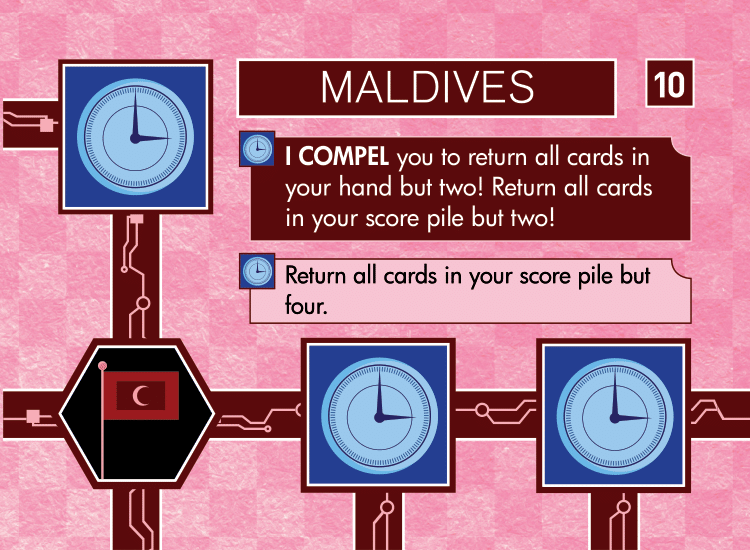 MALDIVES
10
I COMPEL you to return all cards in
your hand but two! Return all cards
in your score pile but two!
Return all cards in your score pile but
four.